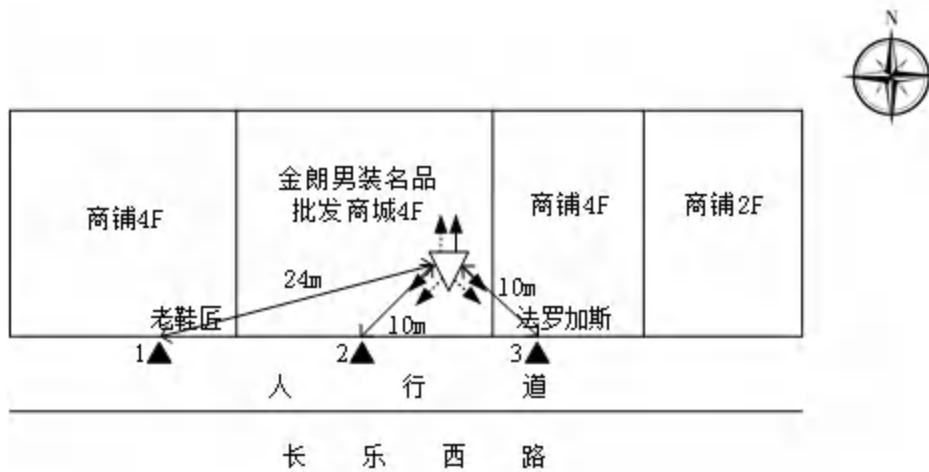 N
金朗男装名品
批发商城4F
商铺4F
商铺4F
商铺2F
24m
10m
10m
老鞋匠
法罗加斯
1
2
3
人行道
长乐西路